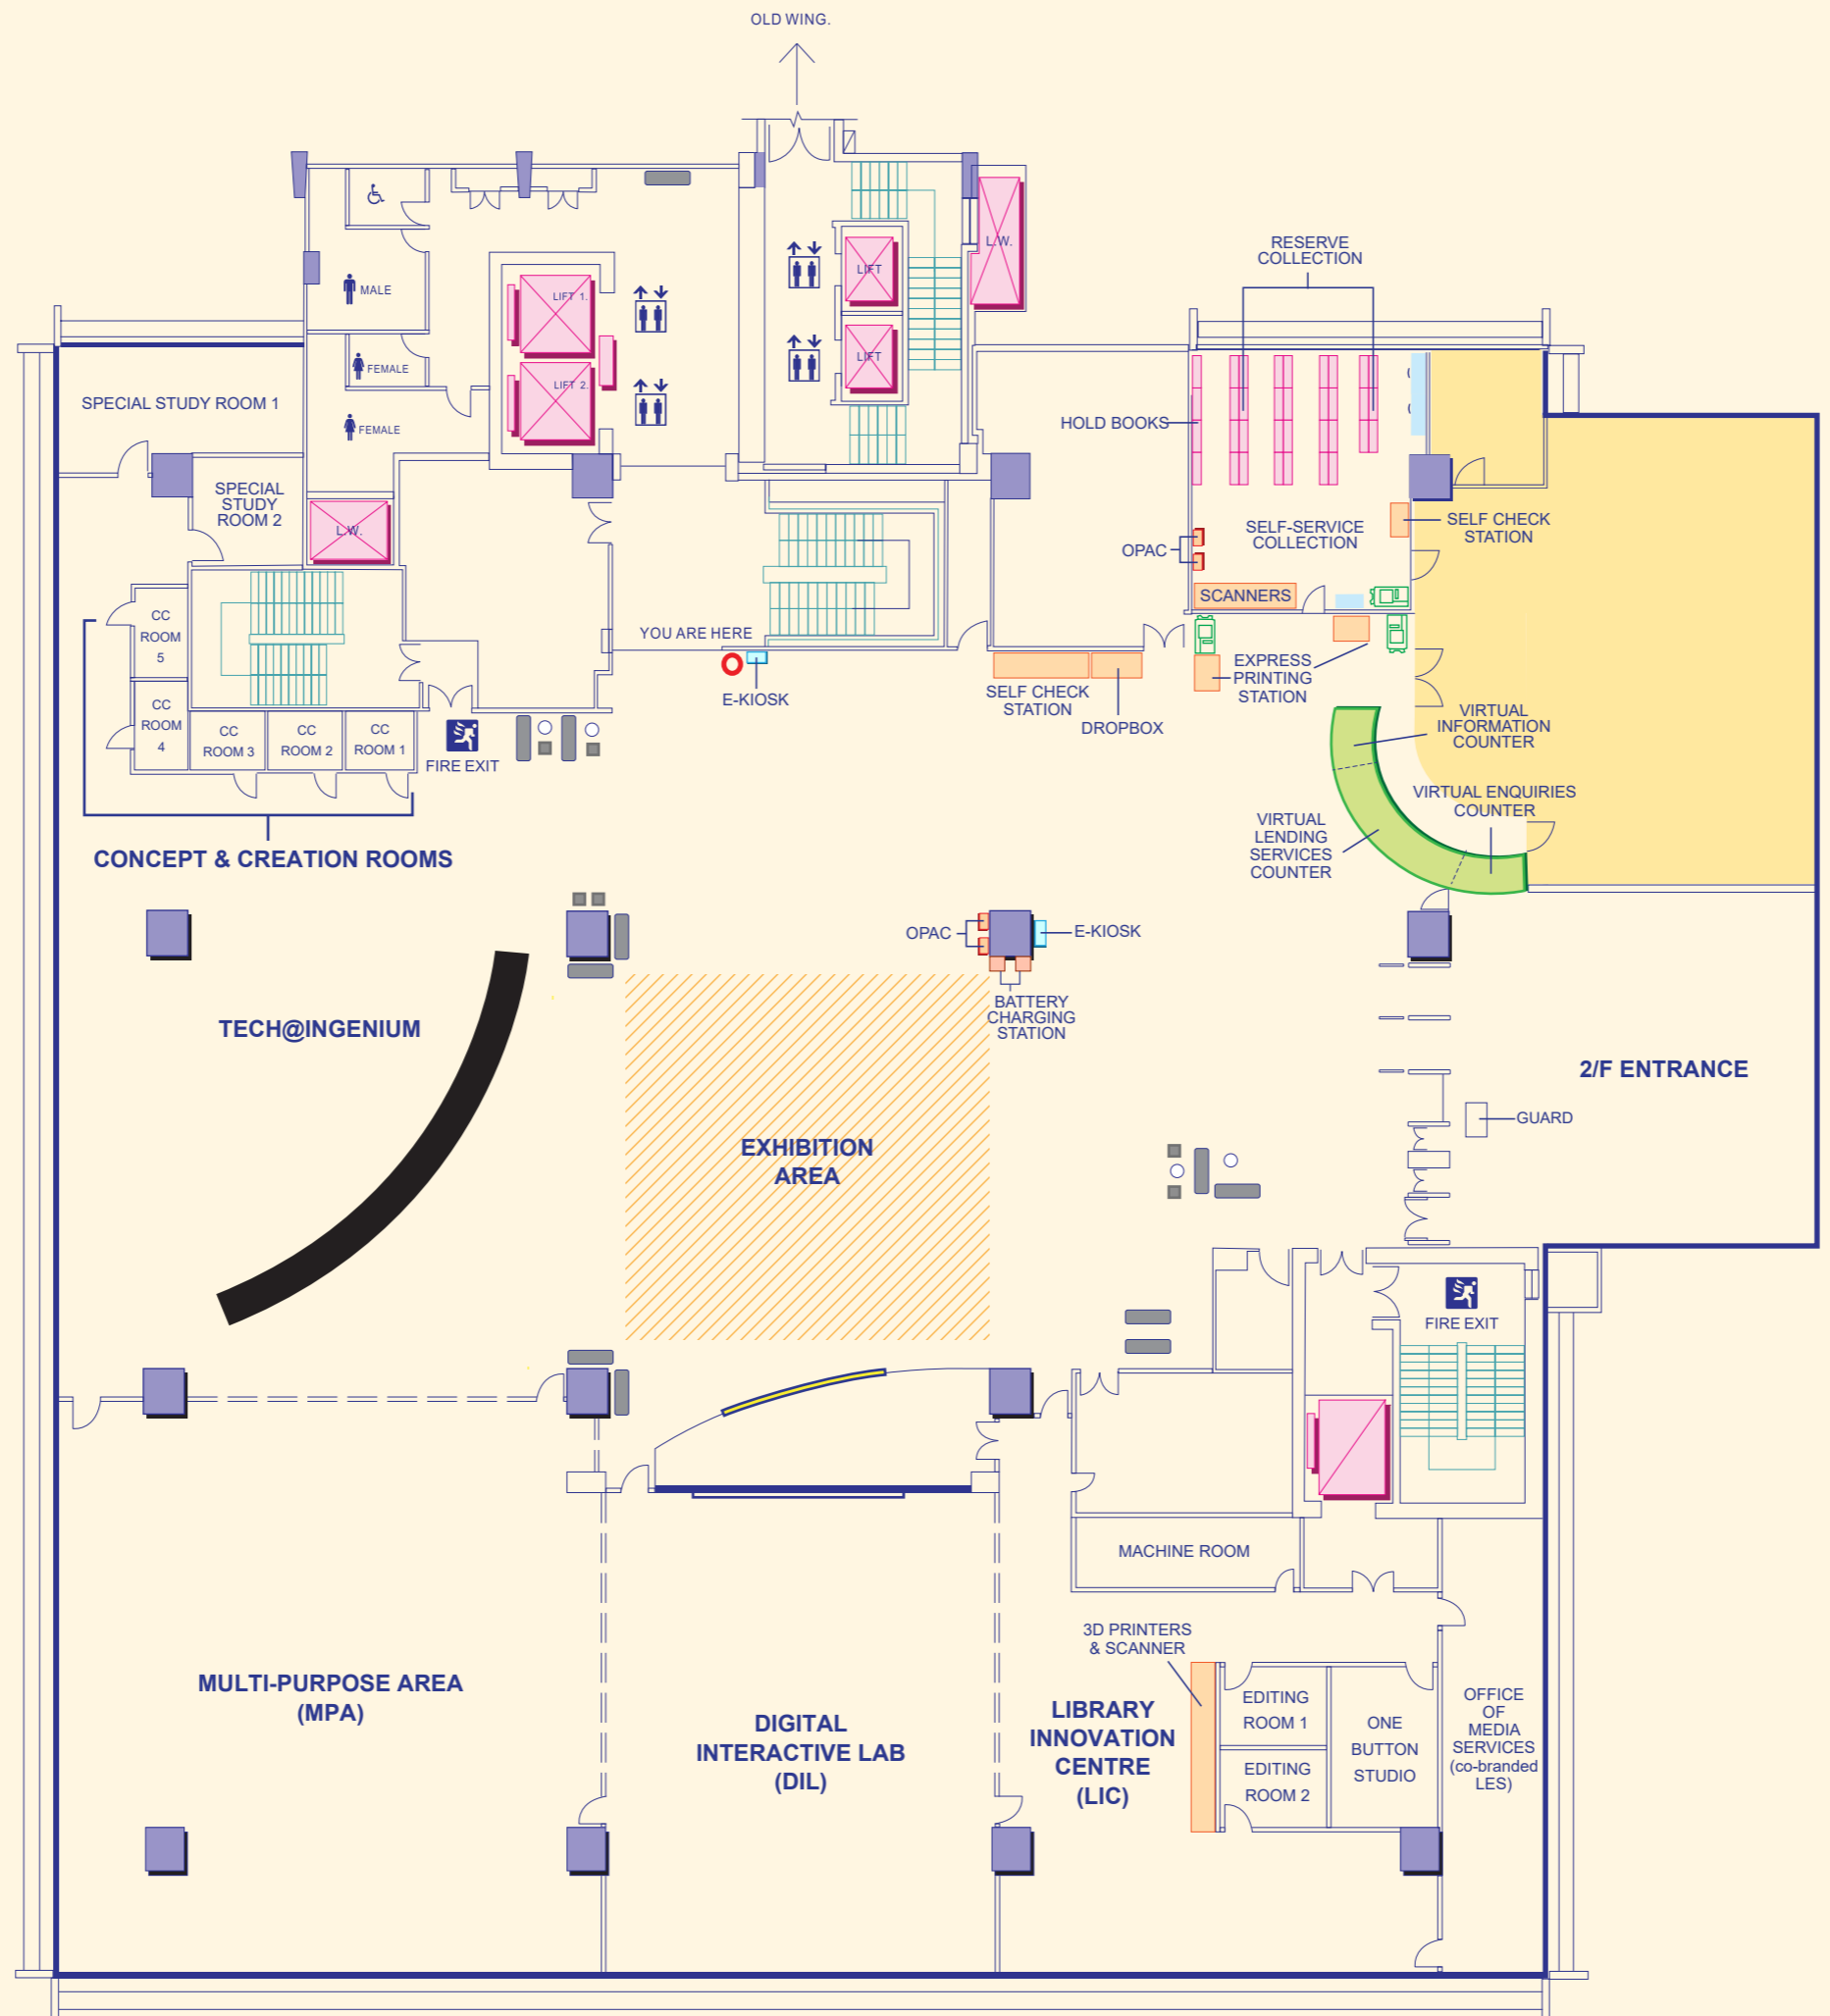 OLD WING.
RESERVE
COLLECTION
L.W.
LIFT
LIFT
LIFT 1.
LIFT 2.
MALE
FEMALE
FEMALE
SPECIAL STUDY ROOM 1
SPECIAL
STUDY
ROOM 2
L.W.
HOLD BOOKS
SELF-SERVICE
COLLECTION
SELF CHECK
STATION
OPAC
SCANNERS
CC
ROOM
5
CC
ROOM
4
CC
ROOM 3
CC
ROOM 2
CC
ROOM 1
FIRE EXIT
YOU ARE HERE
E-KIOSK
SELF CHECK
STATION
DROPBOX
EXPRESS
PRINTING
STATION
VIRTUAL
INFORMATION
COUNTER
VIRTUAL ENQUIRIES
COUNTER
VIRTUAL
LENDING
SERVICES
COUNTER
CONCEPT & CREATION ROOMS
OPAC
E-KIOSK
BATTERY
CHARGING
STATION
TECH@INGENIUM
2/F ENTRANCE
GUARD
EXHIBITION
AREA
FIRE EXIT
MACHINE ROOM
3D PRINTERS
& SCANNER
MULTI-PURPOSE AREA
(MPA)
DIGITAL
INTERACTIVE LAB
(DIL)
LIBRARY
INNOVATION
CENTRE
(LIC)
EDITING
ROOM 1
EDITING
ROOM 2
ONE
BUTTON
STUDIO
OFFICE
OF
MEDIA
SERVICES
(co-branded
LES)